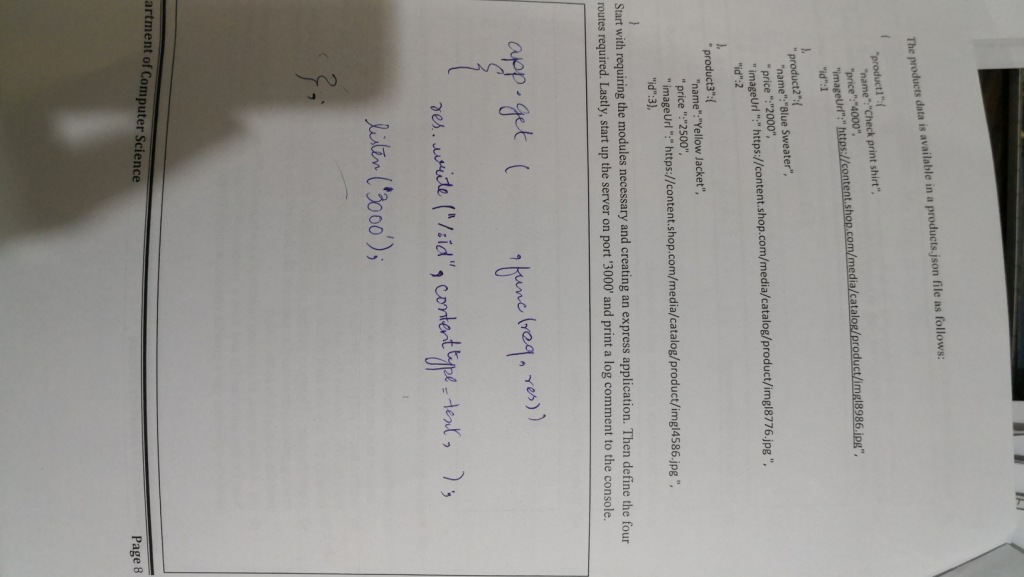 The products data is available in a products.json file as follows:
{
"product1":{
"name":"Check print shirt",
"price":"4000",
"imageUrl":" https://content.shop.com/media/catalog/product/imgl8986.jpg",
"id":1
},
" product2":{
"name":"Blue Sweater",
" price ":"2000",
" imageUrl ":" https://content.shop.com/media/catalog/product/imgl8776.jpg ",
"id":2
},
" product3":{
"name":"Yellow Jacket",
" price ":"2500",
" imageUrl ":" https://content.shop.com/media/catalog/product/imgl4586.jpg ",
"id":3},
}
Start with requiring the modules necessary and creating an express application. Then define the four
routes required. Lastly, start up the server on port '3000' and print a log comment to the console.
app.get ( , func (req, res))
{
res.write ("/:id", content type = text, );
listen ('3000');
};
artment of Computer Science
Page 8